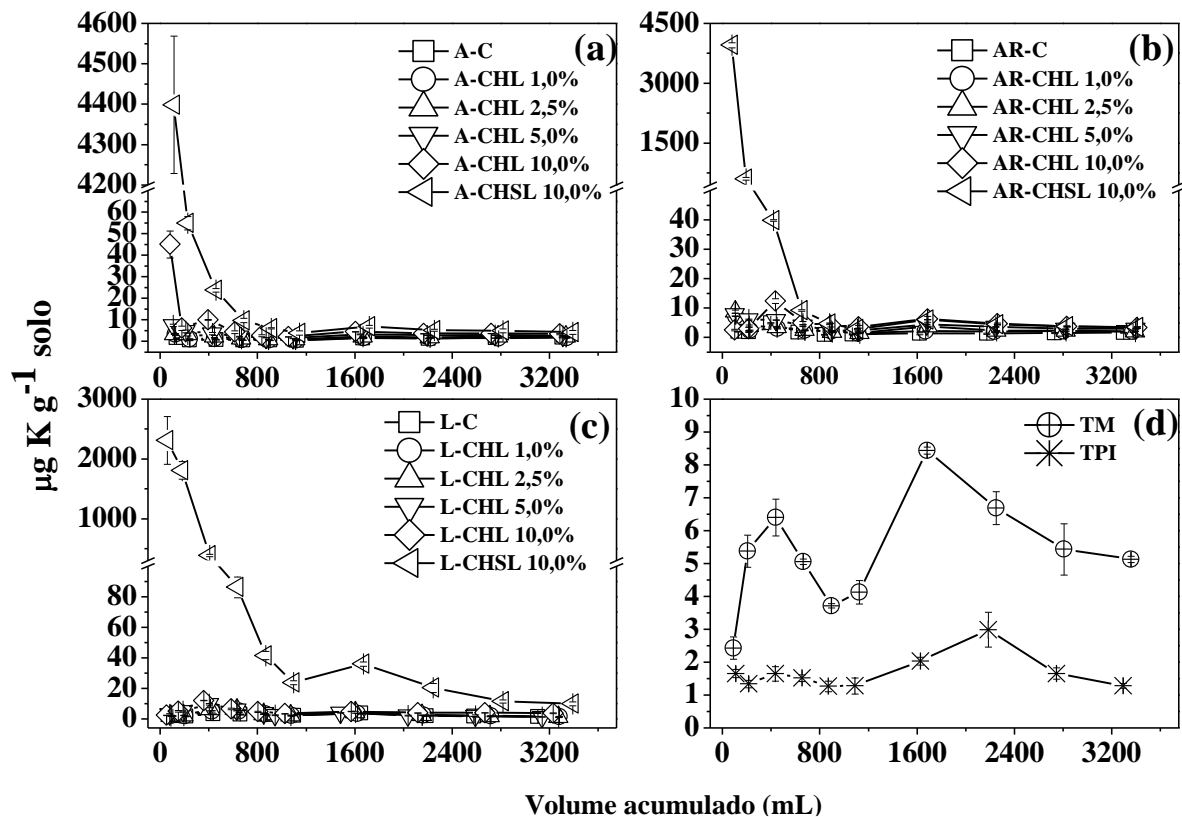 µg K g⁻¹ solo
4600
4500
4400
4300
4200
60
50
40
30
20
10
0
(a)
A-C
A-CHL 1,0%
A-CHL 2,5%
A-CHL 5,0%
A-CHL 10,0%
A-CHSL 10,0%
0 800 1600 2400 3200
4500
3000
1500
40
30
20
10
0
(b)
AR-C
AR-CHL 1,0%
AR-CHL 2,5%
AR-CHL 5,0%
AR-CHL 10,0%
AR-CHSL 10,0%
0 800 1600 2400 3200
3000
2000
1000
80
60
40
20
0
(c)
L-C
L-CHL 1,0%
L-CHL 2,5%
L-CHL 5,0%
L-CHL 10,0%
L-CHSL 10,0%
0 800 1600 2400 3200
10
9
8
7
6
5
4
3
2
1
0
(d)
TM
TPI
0 800 1600 2400 3200
Volume acumulado (mL)